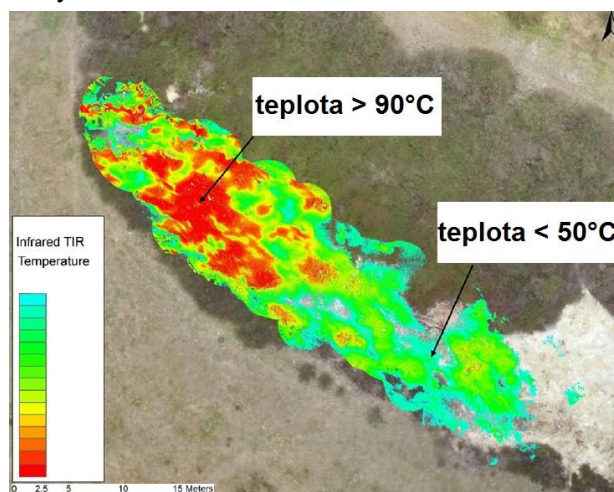 teplota > 90°C
teplota < 50°C
Infrared TIR
Temperature
0 2.5 5 10 15 Meters